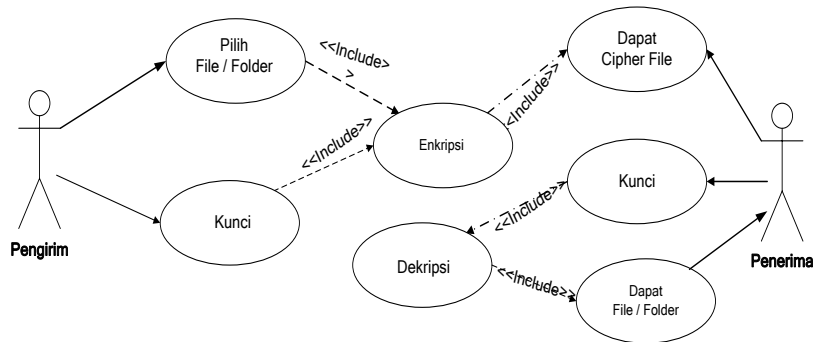 Pilih
File / Folder
<<Include>
>
Dapat
Cipher File
<<Include>>
<<Include>>
Enkripsi
Kunci
Kunci
<<Include>>
Pengirim
Dekripsi
<<Include>>
Dapat
File / Folder
Penerima